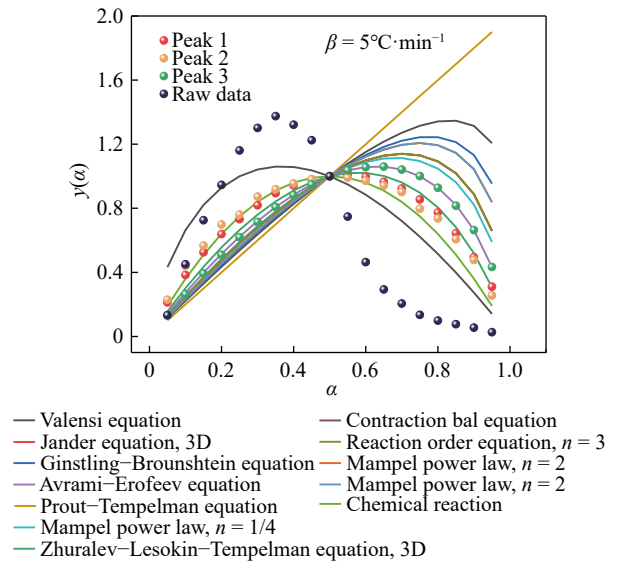 2.0
1.6
1.2
0.8
0.4
0
y(α)
Peak 1
Peak 2
Peak 3
Raw data
β = 5℃·min⁻¹
0 0.2 0.4 0.6 0.8 1.0
α
Valensi equation
Jander equation, 3D
Ginstling−Brounshtein equation
Avrami−Erofeev equation
Prout−Tempelman equation
Mampel power law, n = 1/4
Zhuralev−Lesokin−Tempelman equation, 3D
Contraction bal equation
Reaction order equation, n = 3
Mampel power law, n = 2
Mampel power law, n = 2
Chemical reaction